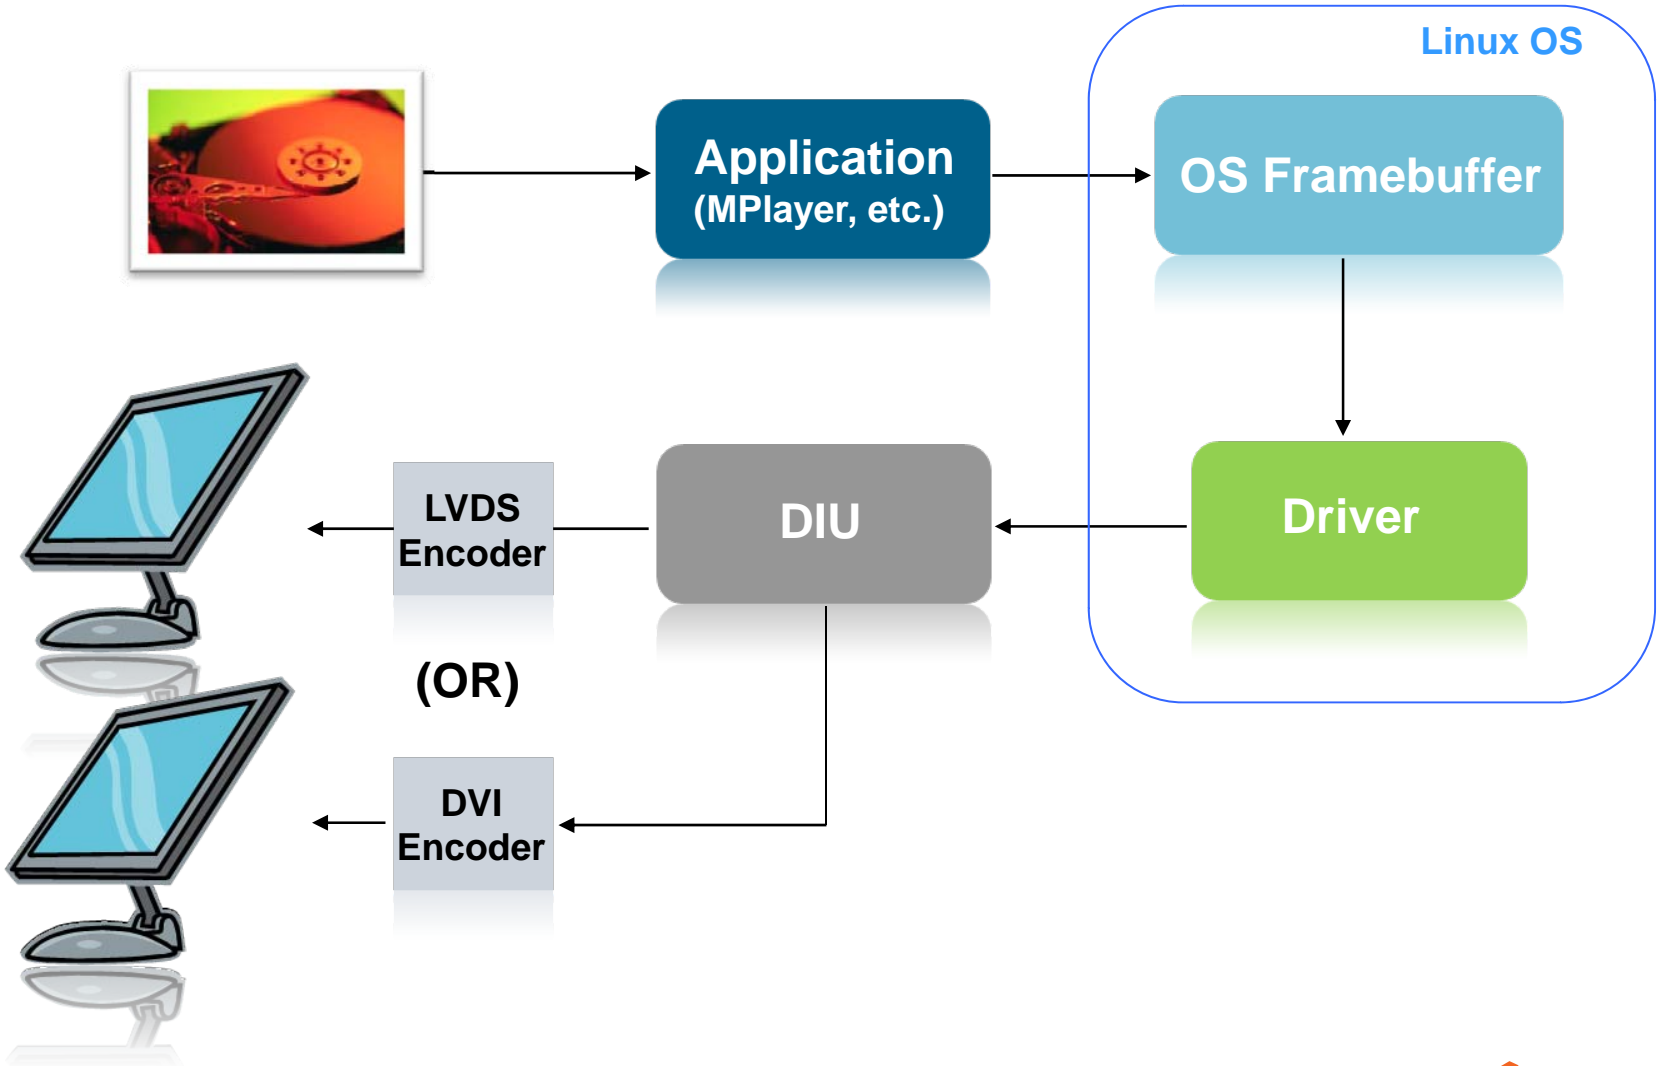 Linux OS
Application
(MPlayer, etc.)
OS Framebuffer
LVDS
Encoder
DIU
Driver
(OR)
DVI
Encoder